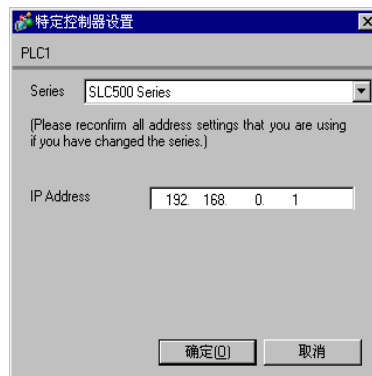 特定控制器设置
PLC1
Series SLC500 Series
(Please reconfirm all address settings that you are using
if you have changed the series.)
IP Address 192. 168. 0. 1
确定(O) 取消